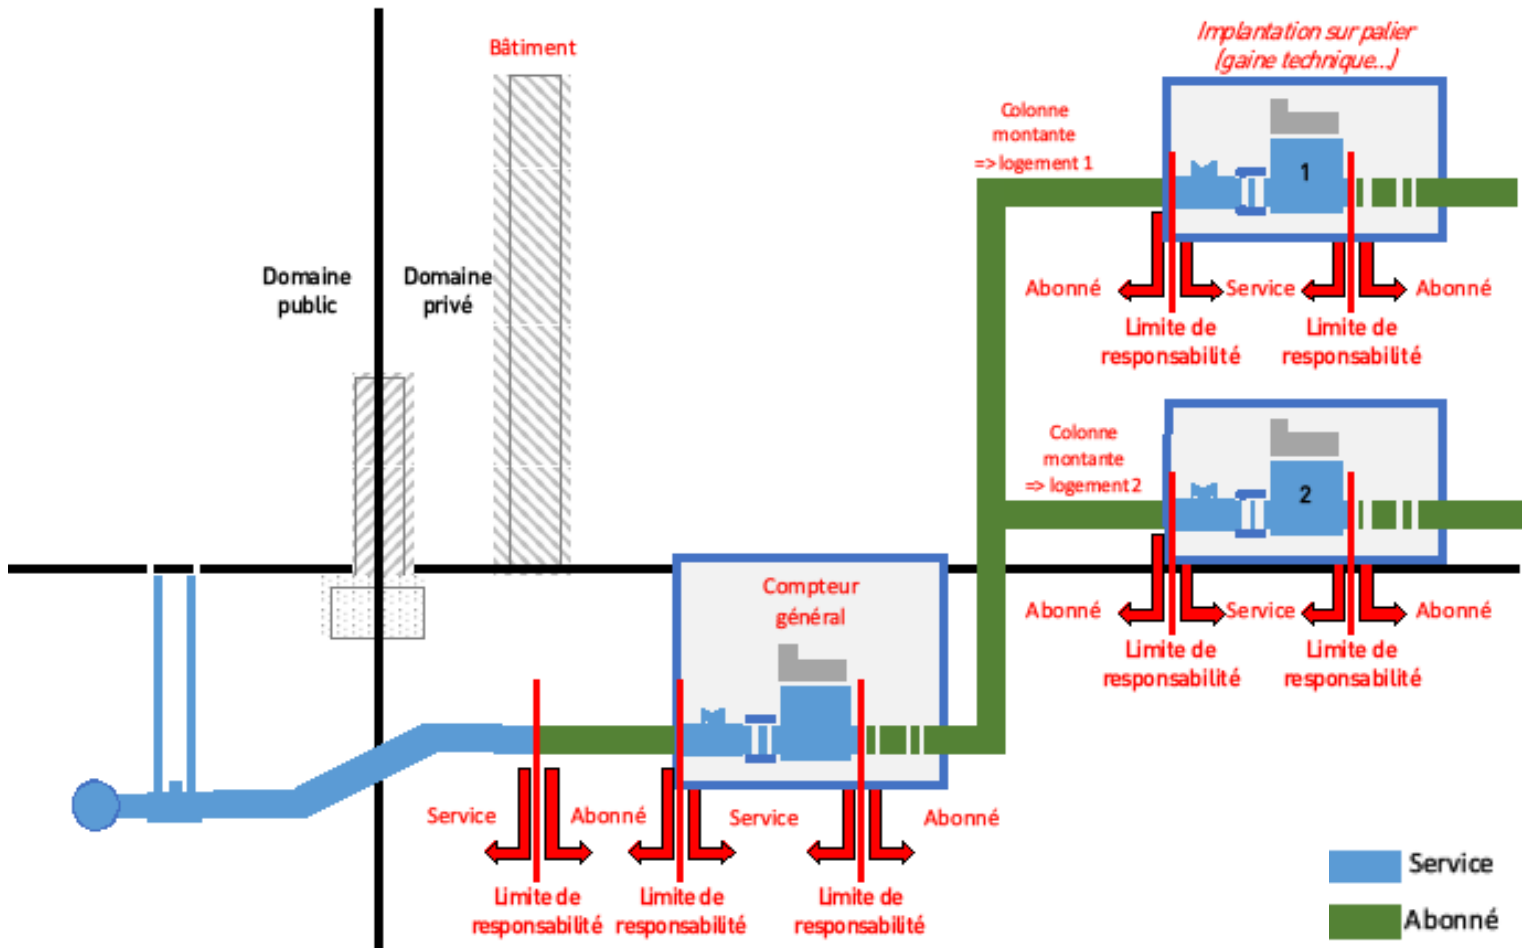 Implantation sur palier
(gaine technique...)
Bâtiment
Colonne
montante
=> logement 1
1
Domaine
public
Domaine
privé
Abonné
Service
Abonné
Limite de
responsabilité
Limite de
responsabilité
Colonne
montante
=> logement 2
2
Abonné
Service
Abonné
Limite de
responsabilité
Limite de
responsabilité
Compteur
général
Service
Abonné
Service
Abonné
Limite de
responsabilité
Limite de
responsabilité
Limite de
responsabilité
Service
Abonné